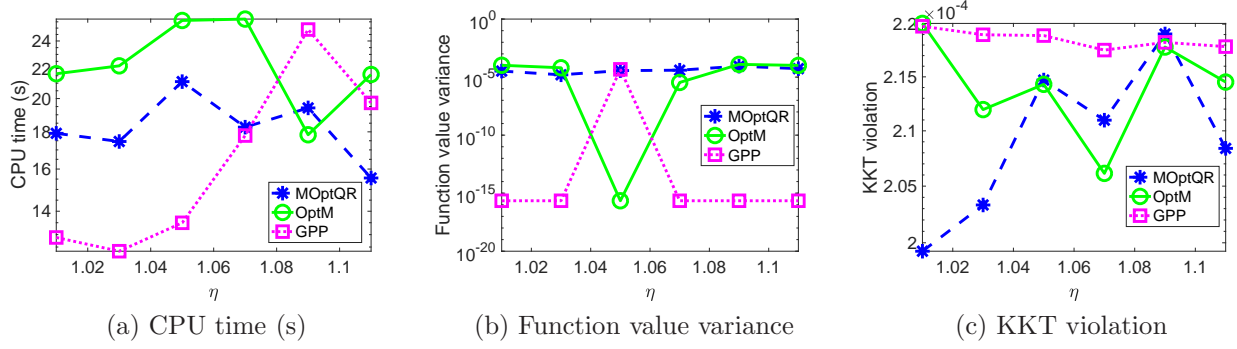 CPU time (s)
24
22
20
18
16
14
MOptQR
OptM
GPP
1.02 1.04 1.06 1.08 1.1
η
(a) CPU time (s)
Function value variance
10^0
10^-5
10^-10
10^-15
10^-20
MOptQR
OptM
GPP
1.02 1.04 1.06 1.08 1.1
η
(b) Function value variance
KKT violation
×10^-4
2.2
2.15
2.1
2.05
2
MOptQR
OptM
GPP
1.02 1.04 1.06 1.08 1.1
η
(c) KKT violation